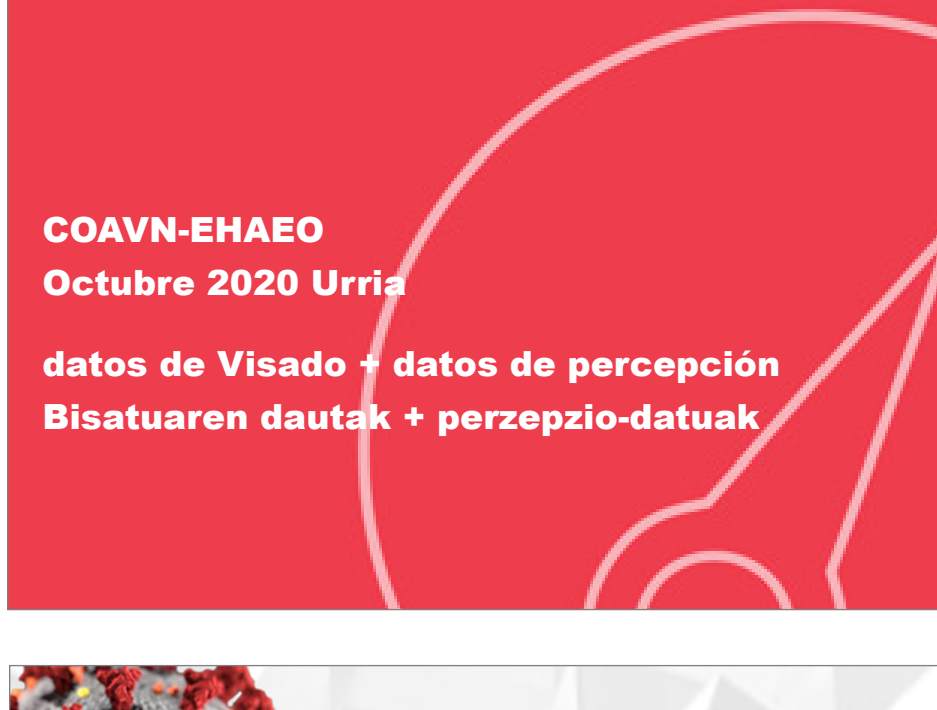 COAVN-EHAEO
Octubre 2020 Urria
datos de Visado + datos de percepción
Bisatuaren dautak + perzepzio-datuak